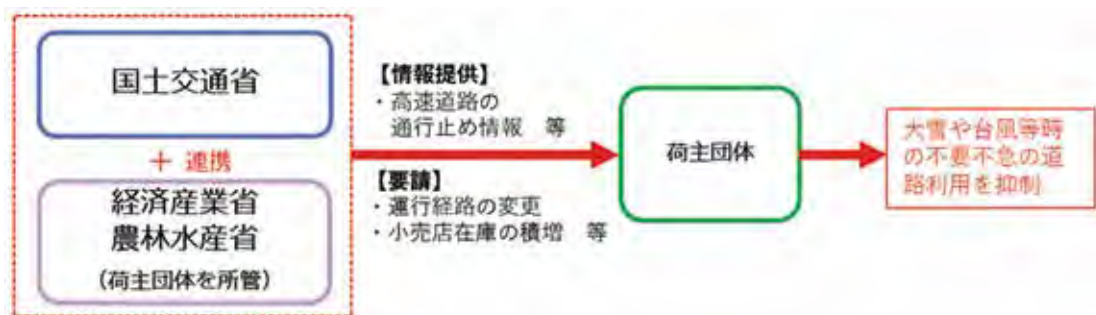 国土交通省
＋ 連携
経済産業省
農林水産省
（荷主団体を所管）
【情報提供】
・高速道路の
通行止め情報　等
【要請】
・運行経路の変更
・小売店在庫の積増　等
荷主団体
大雪や台風等時
の不要不急の道
路利用を抑制